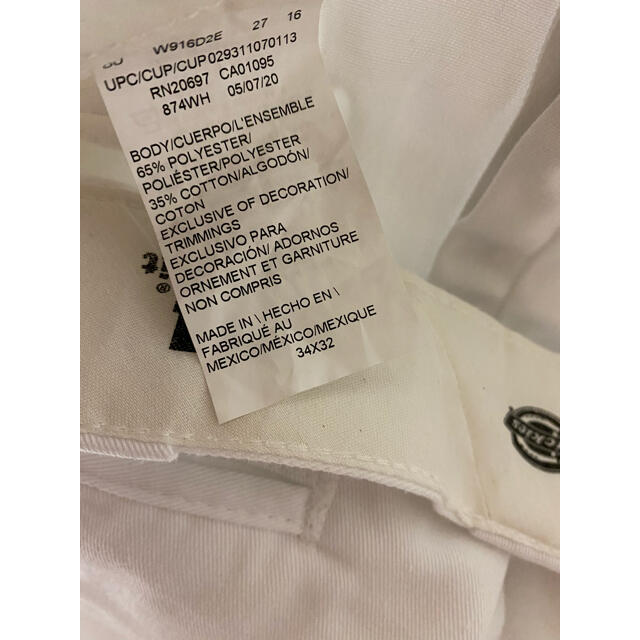 W916D2E 27 16
UPC/CUP/CUP029311070113
RN20697 CA01095
874WH 05/07/20
BODY/CUERPO/L'ENSEMBLE
65% POLYESTER/
POLIÉSTER/POLYESTER
35% COTTON/ALGODÓN/
COTON
EXCLUSIVE OF DECORATION/
TRIMMINGS
EXCLUSIVO PARA
DECORACIÓN/ ADORNOS
ORNEMENT ET GARNITURE
NON COMPRIS
MADE IN \ HECHO EN \
FABRIQUÉ AU
MEXICO/MÉXICO/MEXIQUE
34X32